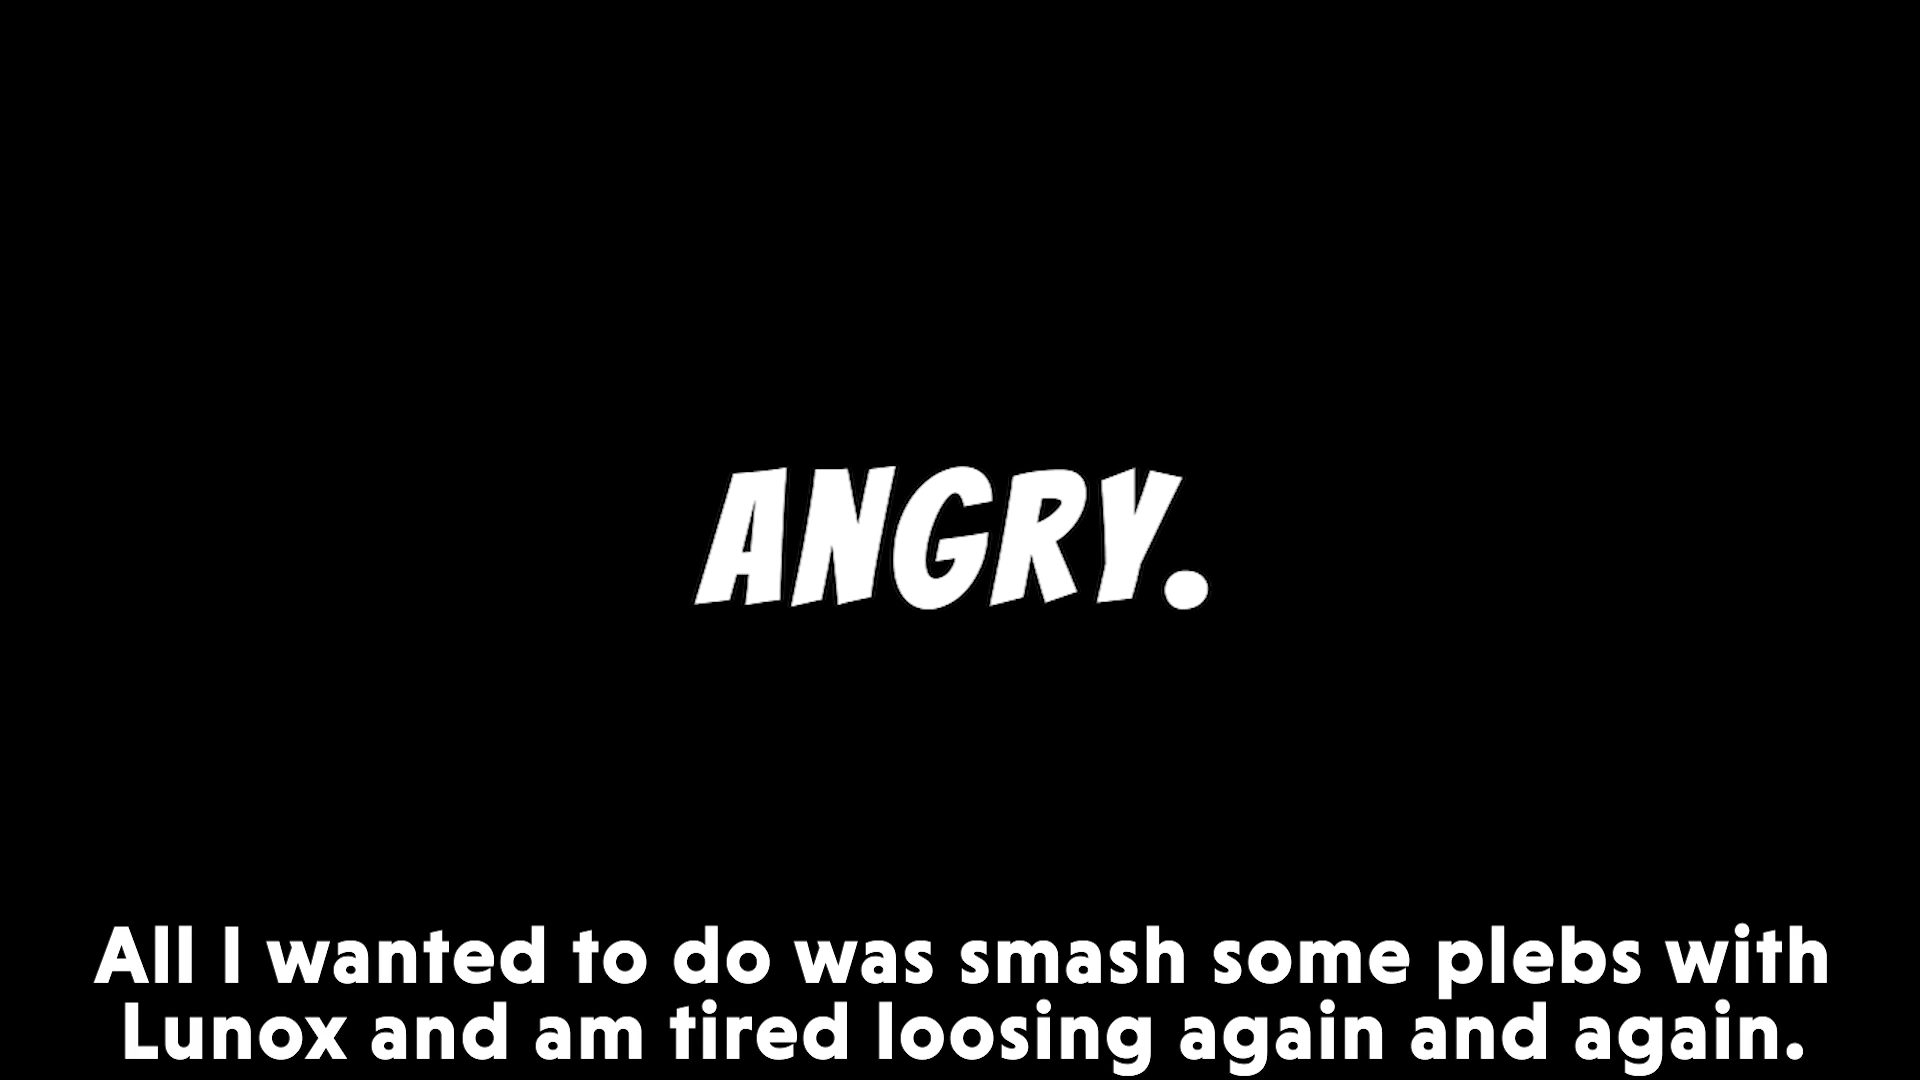 ANGRY.
All I wanted to do was smash some plebs with
Lunox and am tired loosing again and again.